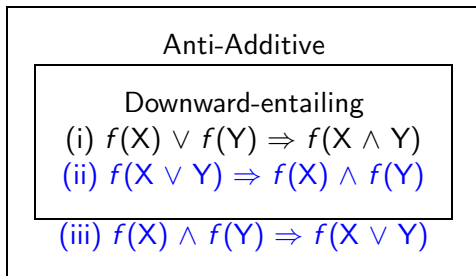 Anti-Additive
Downward-entailing
(i) f(X) ∨ f(Y) ⇒ f(X ∧ Y)
(ii) f(X ∨ Y) ⇒ f(X) ∧ f(Y)
(iii) f(X) ∧ f(Y) ⇒ f(X ∨ Y)